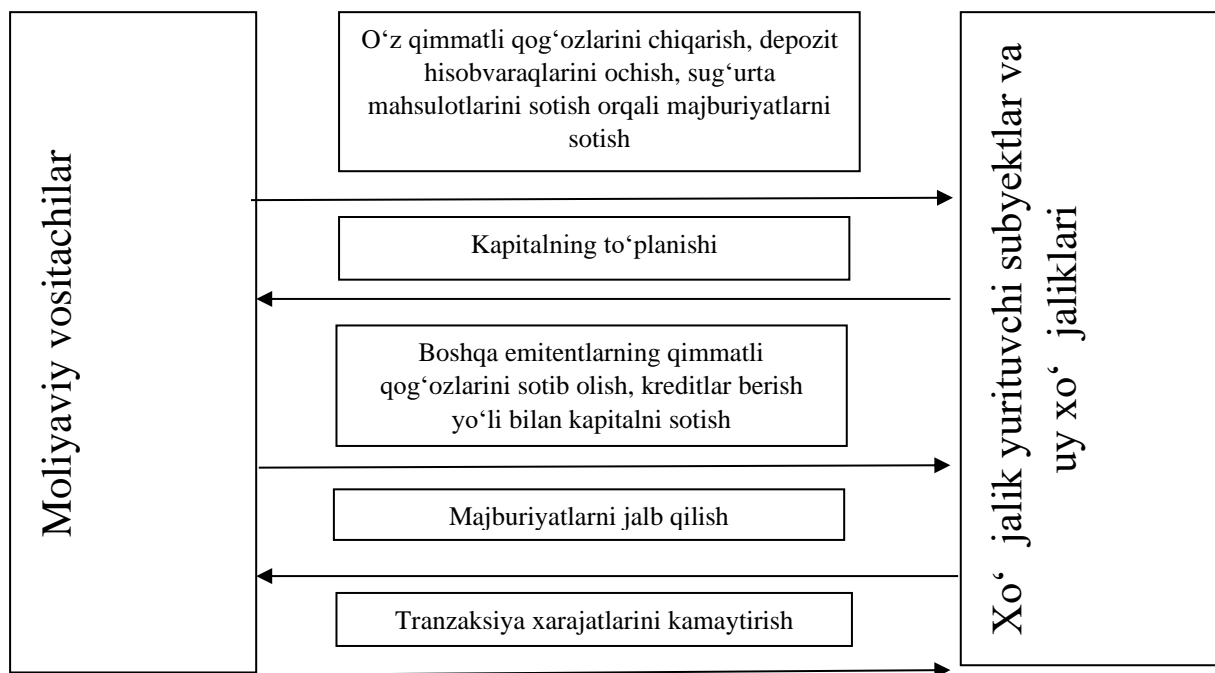 Moliyaviy vositachilar
O‘z qimmatli qog‘ozlarini chiqarish, depozit
hisobvaraqlarini ochish, sug‘urta
mahsulotlarini sotish orqali majburiyatlarni
sotish
Kapitalning to‘planishi
Boshqa emitentlarning qimmatli
qog‘ozlarini sotib olish, kreditlar berish
yo‘li bilan kapitalni sotish
Majburiyatlarni jalb qilish
Tranzaksiya xarajatlarini kamaytirish
Xo‘ jalik yurituvchi subyektlar va
uy xo‘ jaliklari